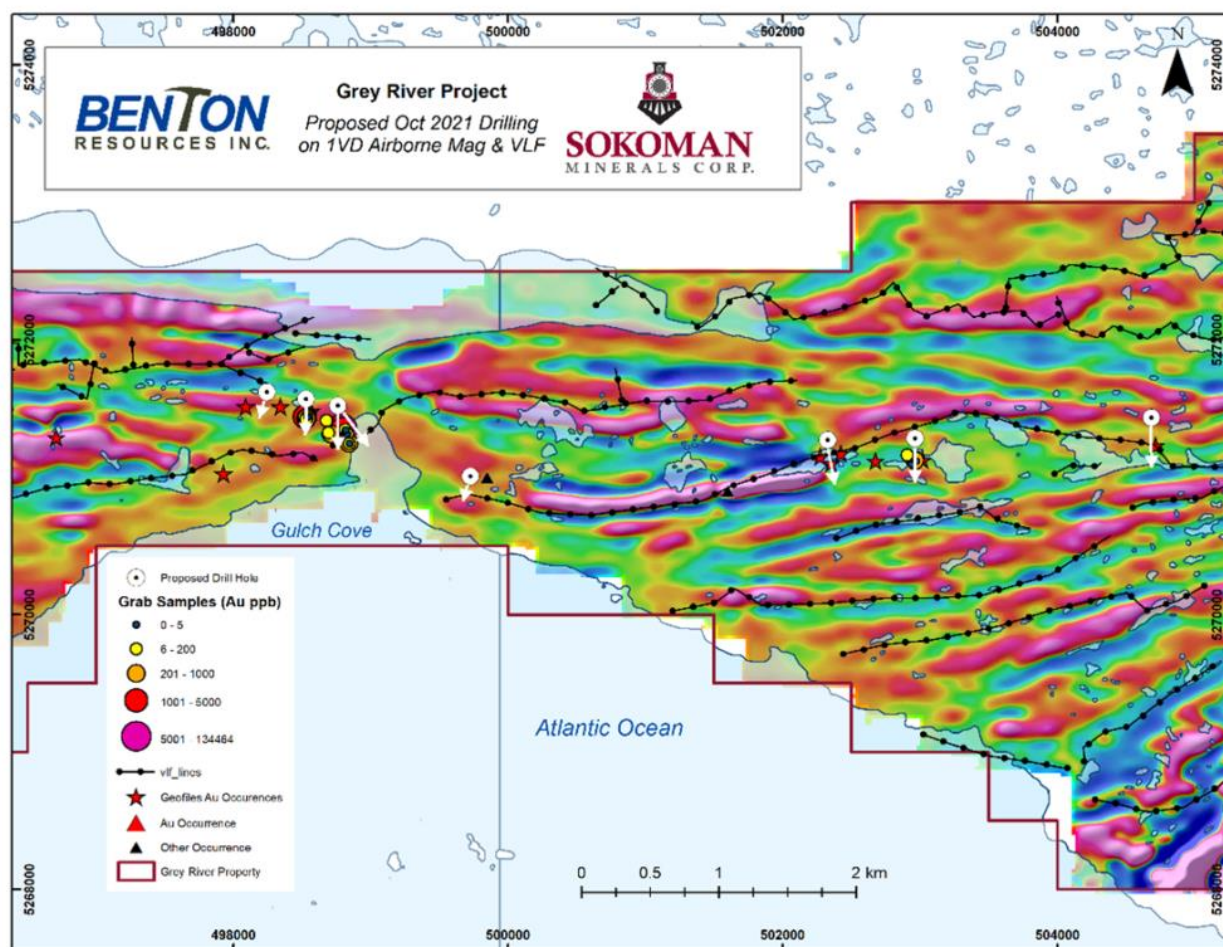 498000
500000
502000
504000
5274000
5274000
N
BENTON
RESOURCES INC.
Grey River Project
Proposed Oct 2021 Drilling
on 1VD Airborne Mag & VLF
SOKOMAN
MINERALS CORP.
5272000
5272000
Gulch Cove
Proposed Drill Hole
Grab Samples (Au ppb)
0 - 5
6 - 200
201 - 1000
1001 - 5000
5001 - 134464
vlf_lines
Geofiles Au Occurences
Au Occurrence
Other Occurrence
Grey River Property
5270000
5270000
Atlantic Ocean
0 0.5 1 2 km
5268000
5268000
498000
500000
502000
504000